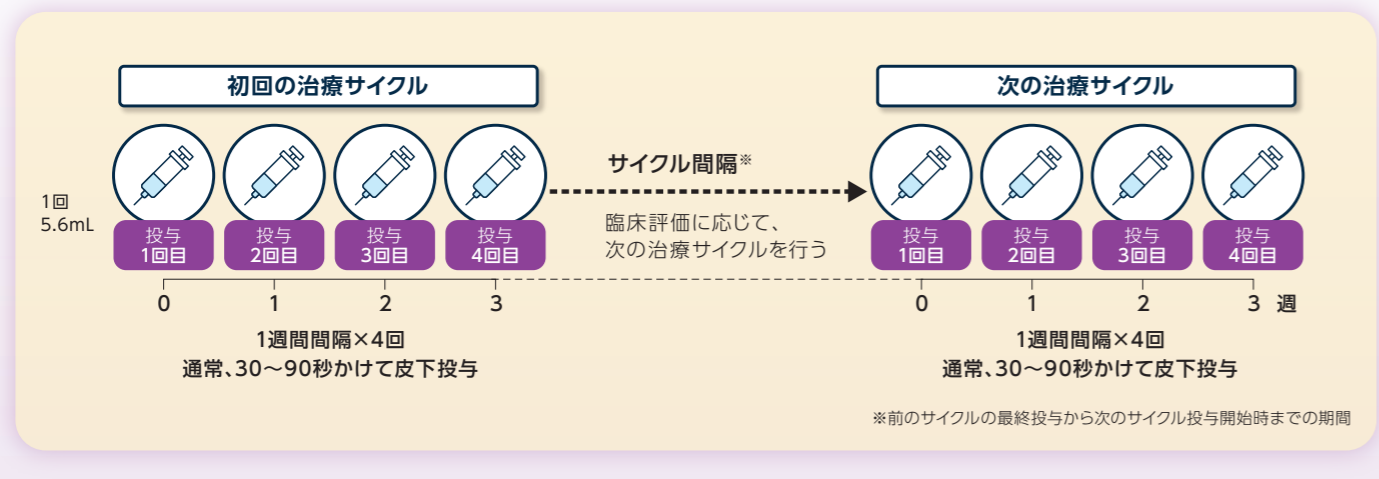 初回の治療サイクル
次の治療サイクル
サイクル間隔※
1回
5.6mL
臨床評価に応じて、
次の治療サイクルを行う
投与
1回目
投与
2回目
投与
3回目
投与
4回目
投与
1回目
投与
2回目
投与
3回目
投与
4回目
0 1 2 3
0 1 2 3 週
1週間間隔×4回
通常、30〜90秒かけて皮下投与
1週間間隔×4回
通常、30〜90秒かけて皮下投与
※前のサイクルの最終投与から次のサイクル投与開始時までの期間